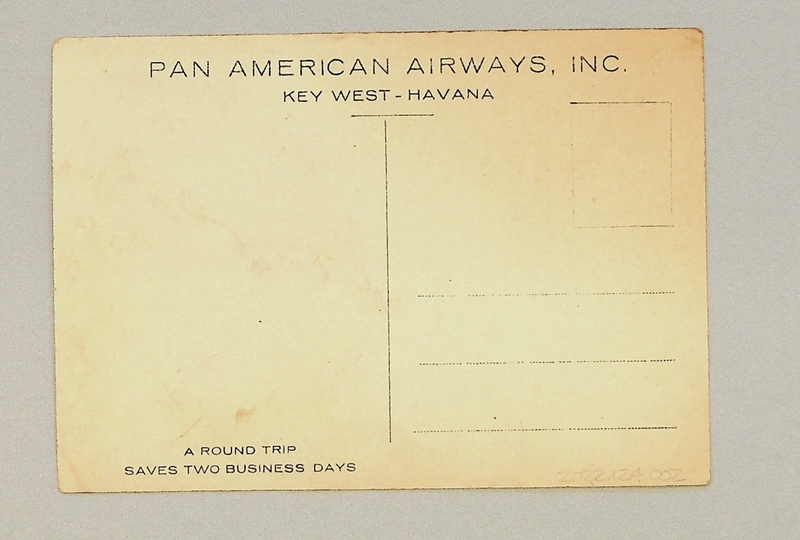 PAN AMERICAN AIRWAYS, INC.
KEY WEST - HAVANA
A ROUND TRIP
SAVES TWO BUSINESS DAYS